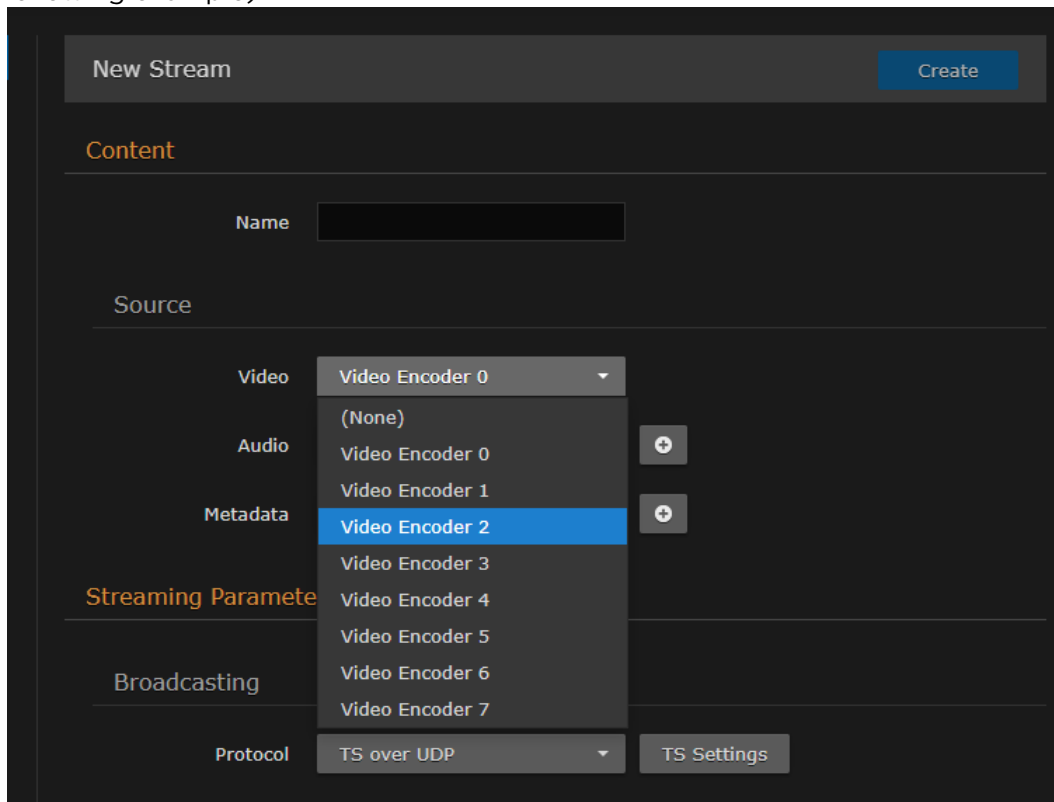 New Stream
Create
Content
Name
Source
Video
Video Encoder 0
(None)
Audio
Video Encoder 0
Video Encoder 1
Metadata
Video Encoder 2
Video Encoder 3
Streaming Paramete
Video Encoder 4
Video Encoder 5
Broadcasting
Video Encoder 6
Video Encoder 7
Protocol
TS over UDP
TS Settings